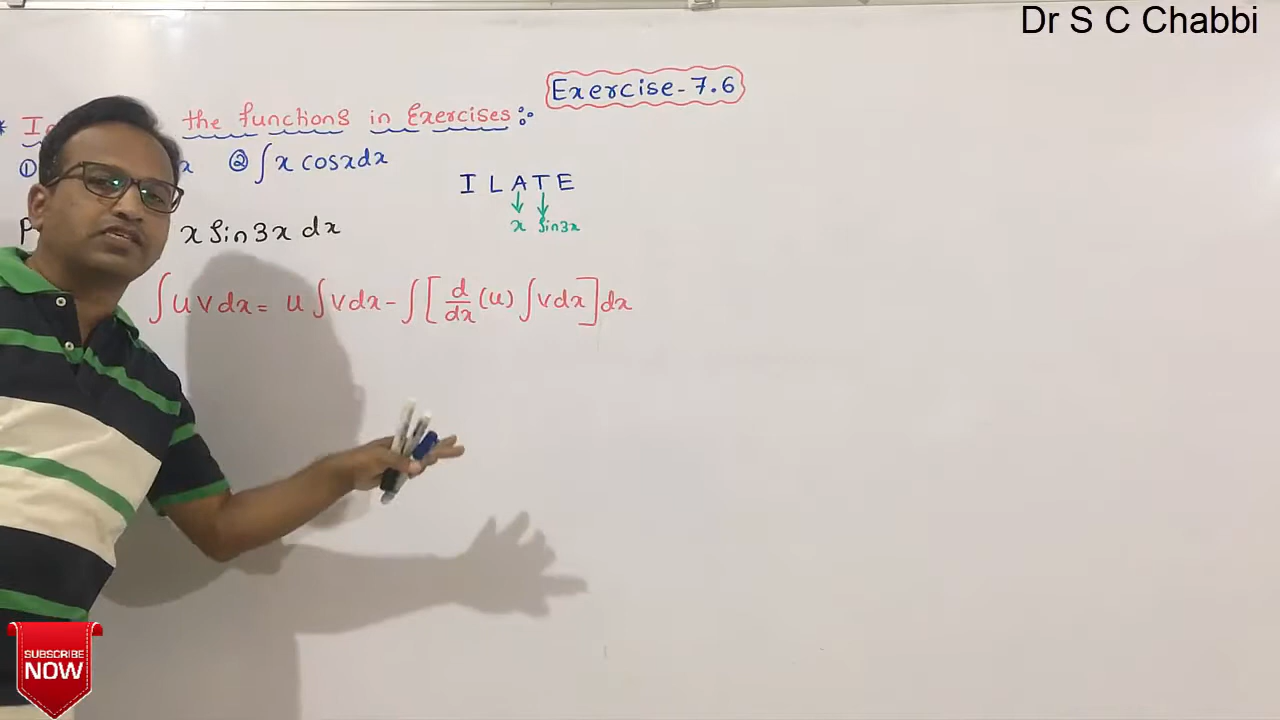 Dr S C Chabbi
Exercise-7.6
* I the functions in Exercises :-
① x ② ∫ x cosx dx
I L A T E
x sin3x
x sin3x dx
∫ u v dx = u ∫ v dx - ∫ [ d/dx (u) ∫ v dx ] dx
SUBSCRIBE
NOW